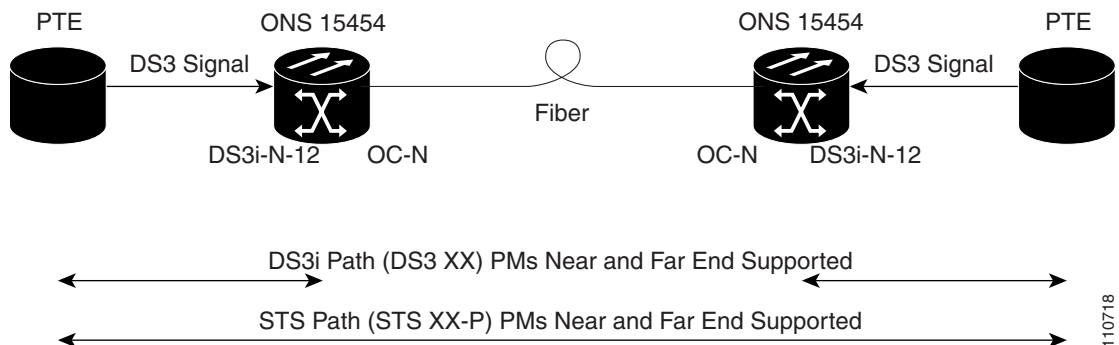 PTE
ONS 15454
ONS 15454
PTE
DS3 Signal
DS3 Signal
Fiber
DS3i-N-12
OC-N
OC-N
DS3i-N-12
DS3i Path (DS3 XX) PMs Near and Far End Supported
STS Path (STS XX-P) PMs Near and Far End Supported
110718